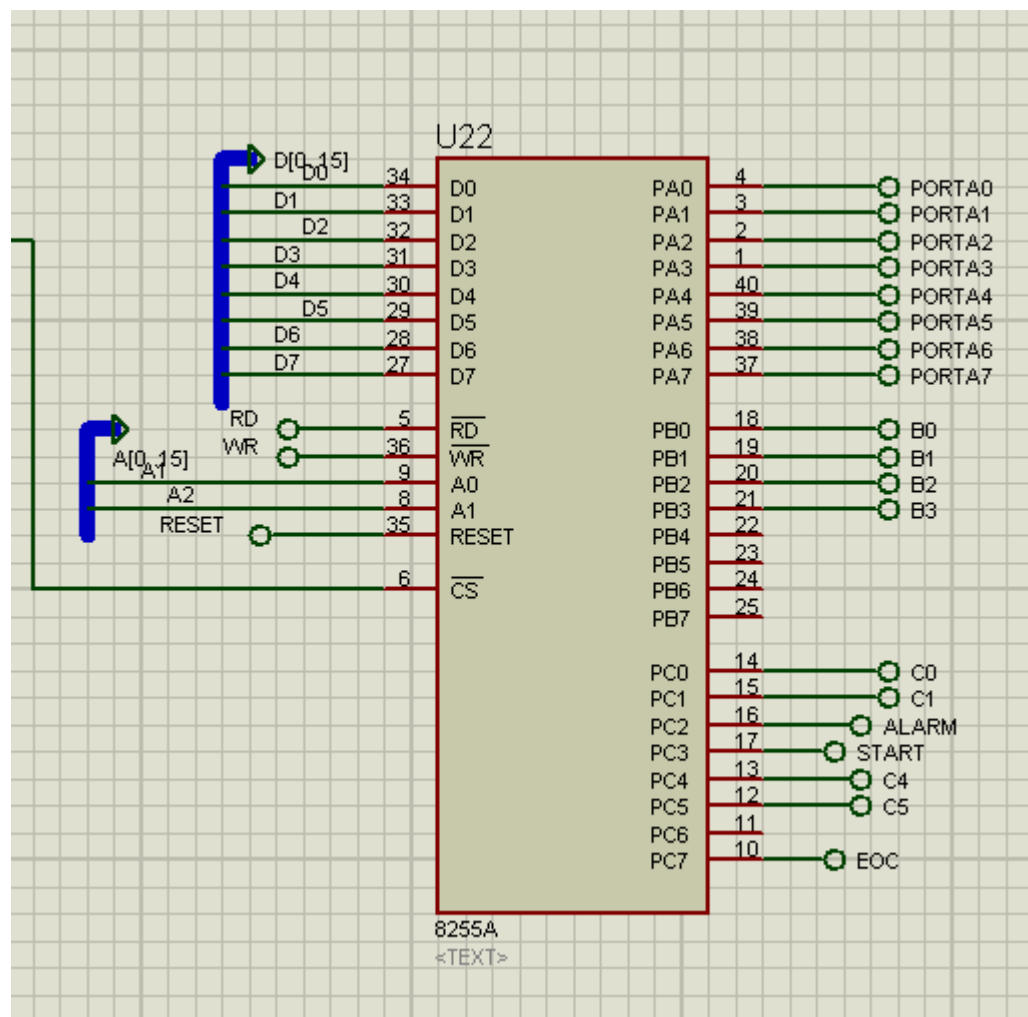 U22
D[0..15]
D0 34 D0 PA0 4 PORTA0
D1 33 D1 PA1 3 PORTA1
D2 32 D2 PA2 2 PORTA2
D3 31 D3 PA3 1 PORTA3
D4 30 D4 PA4 40 PORTA4
D5 29 D5 PA5 39 PORTA5
D6 28 D6 PA6 38 PORTA6
D7 27 D7 PA7 37 PORTA7
RD 5 RD PB0 18 B0
WR 36 WR PB1 19 B1
A[0..15]
A1 9 A0 PB2 20 B2
A2 8 A1 PB3 21 B3
RESET 35 RESET PB4 22
PB5 23
6 CS PB6 24
PB7 25
PC0 14 C0
PC1 15 C1
PC2 16 ALARM
PC3 17 START
PC4 13 C4
PC5 12 C5
PC6 11
PC7 10 EOC
8255A
<TEXT>